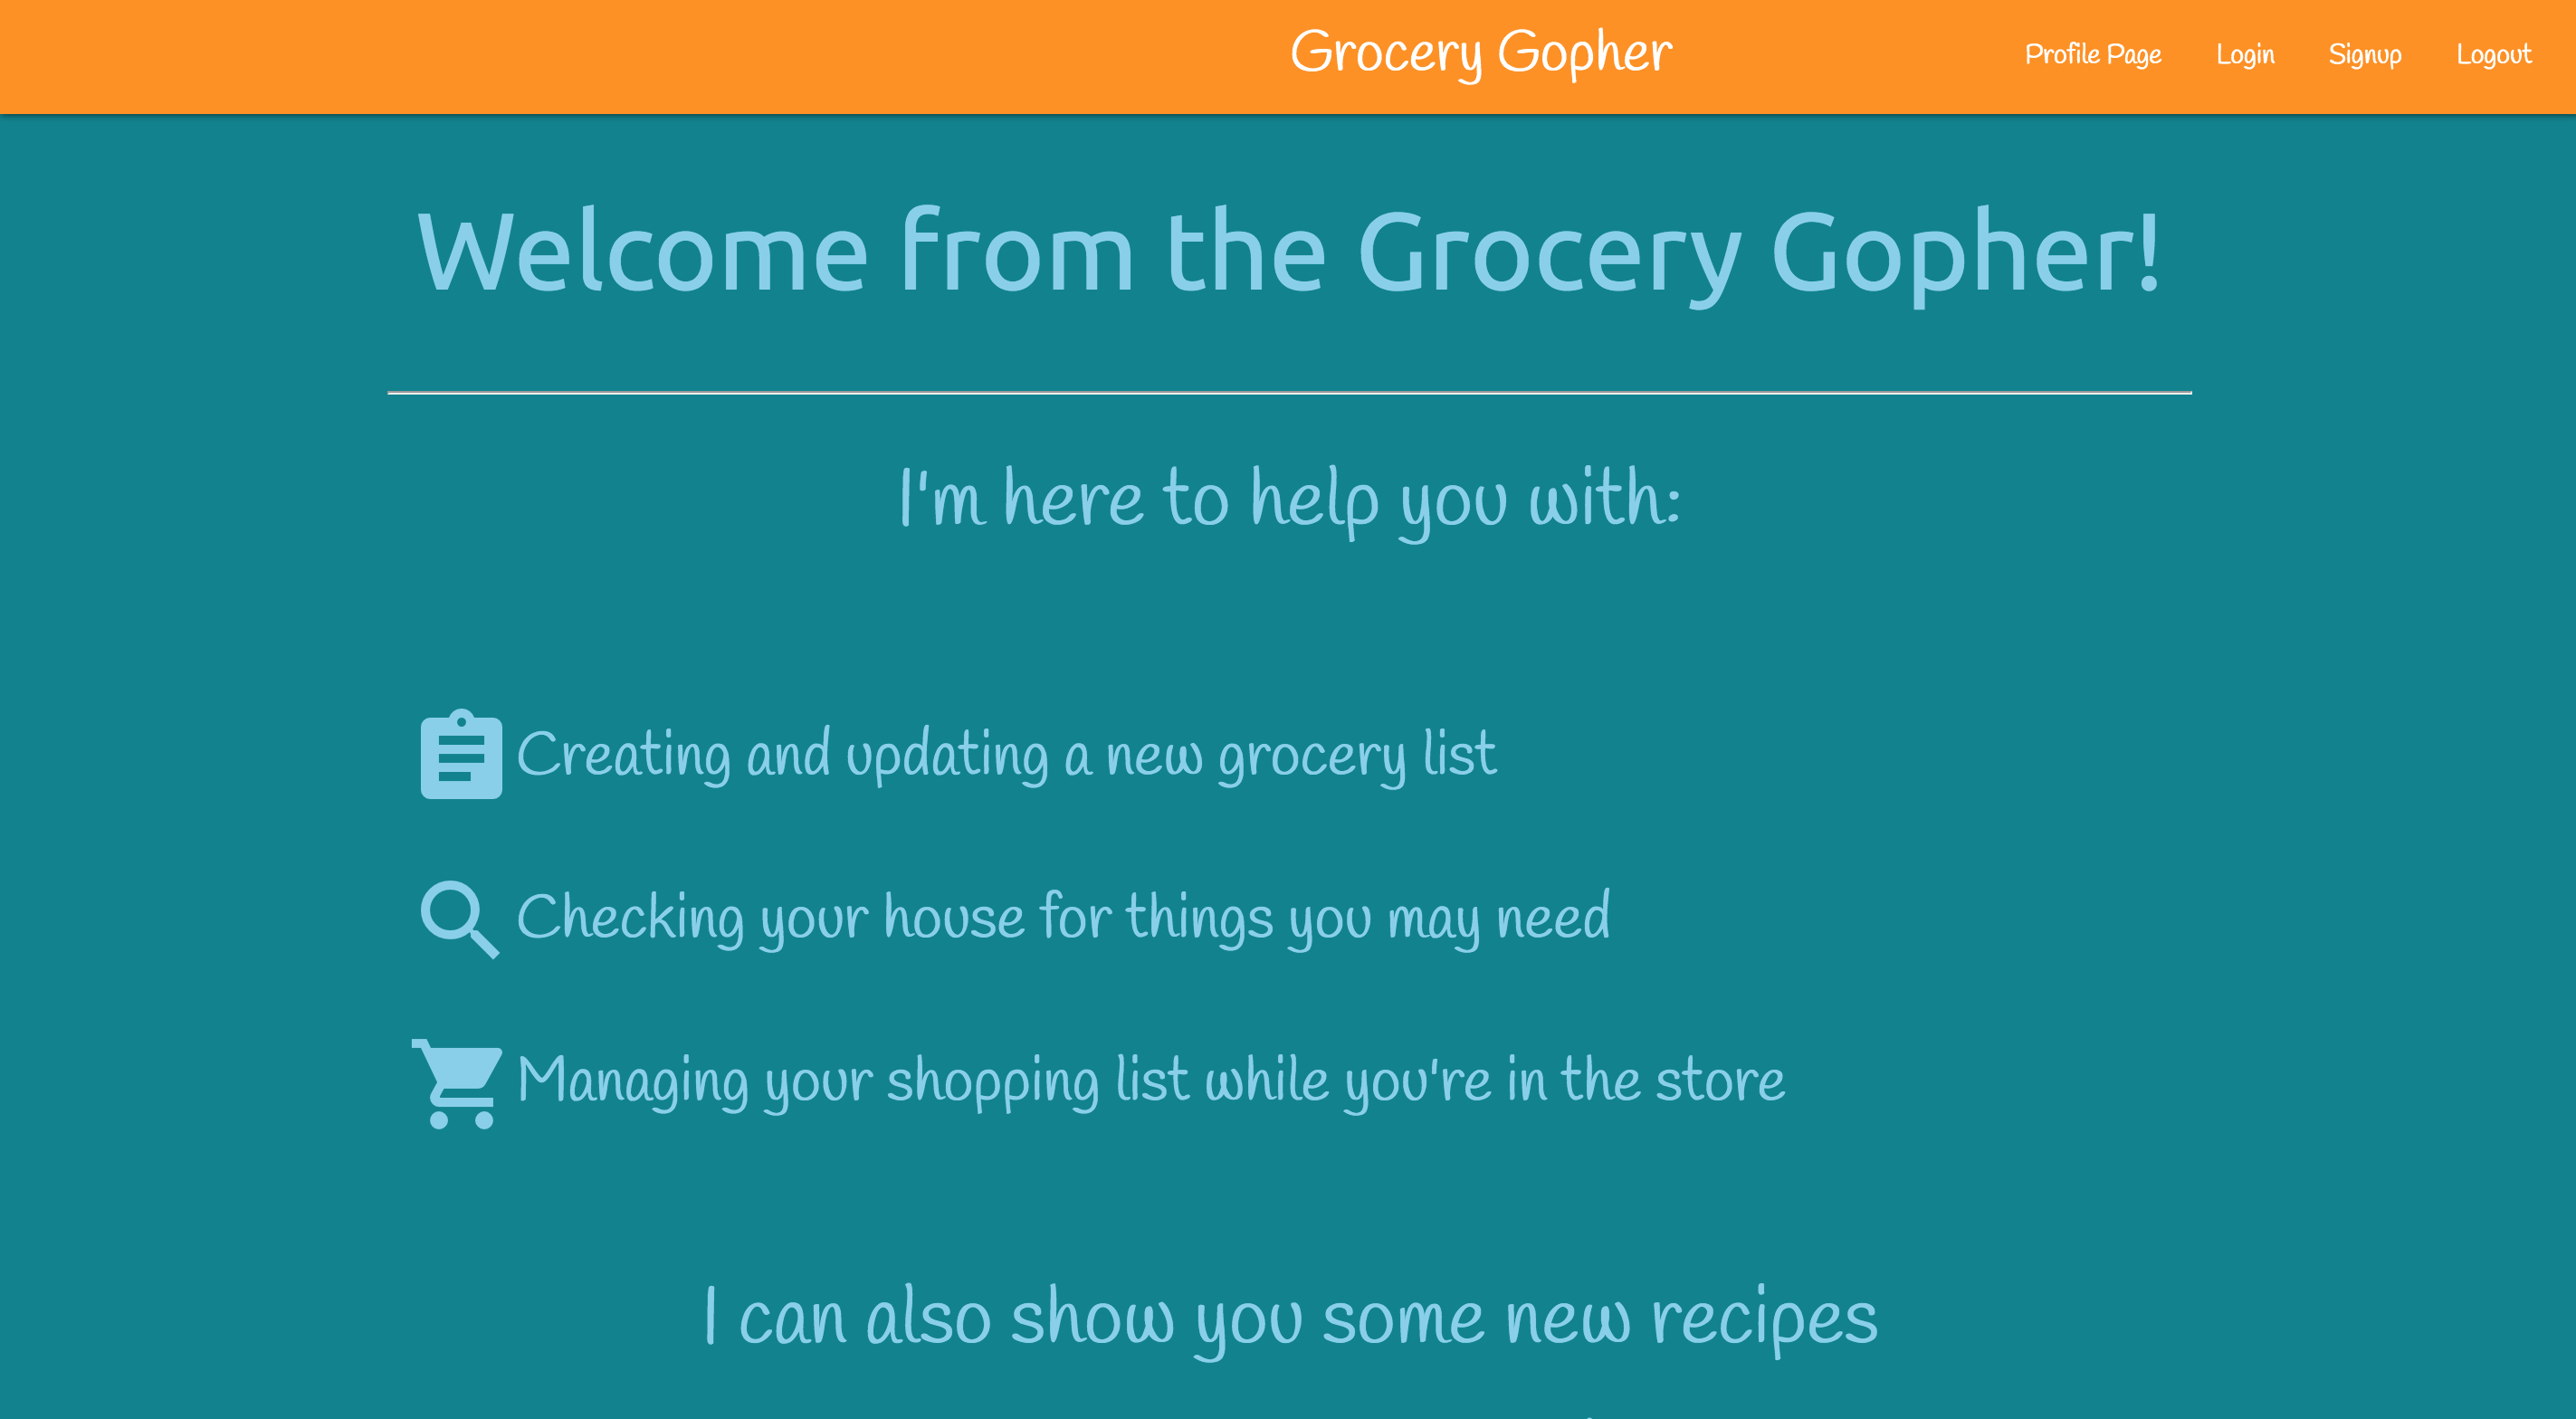 Grocery Gopher
Profile Page Login Signup Logout
Welcome from the Grocery Gopher!
I'm here to help you with:
Creating and updating a new grocery list
Checking your house for things you may need
Managing your shopping list while you're in the store
I can also show you some new recipes